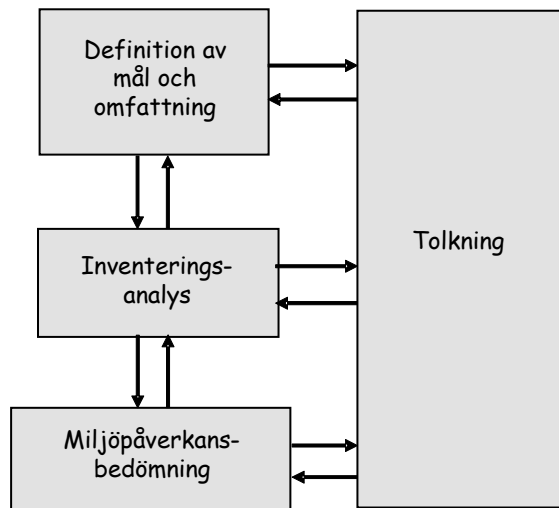 Definition av
mål och
omfattning
Tolkning
Inventerings-
analys
Miljöpåverkans-
bedömning